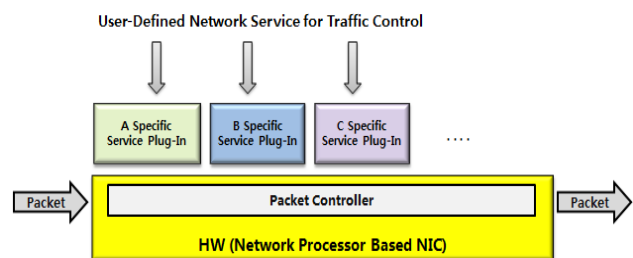 User-Defined Network Service for Traffic Control
A Specific
Service Plug-In
B Specific
Service Plug-In
C Specific
Service Plug-In
....
Packet
Packet Controller
Packet
HW (Network Processor Based NIC)